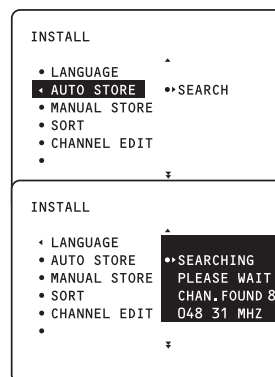 INSTALL
• LANGUAGE
◂ AUTO STORE •▸SEARCH
• MANUAL STORE
• SORT
• CHANNEL EDIT
•
INSTALL
◂ LANGUAGE
• AUTO STORE •▸SEARCHING
• MANUAL STORE PLEASE WAIT
• SORT CHAN.FOUND 8
• CHANNEL EDIT 048 31 MHZ
•